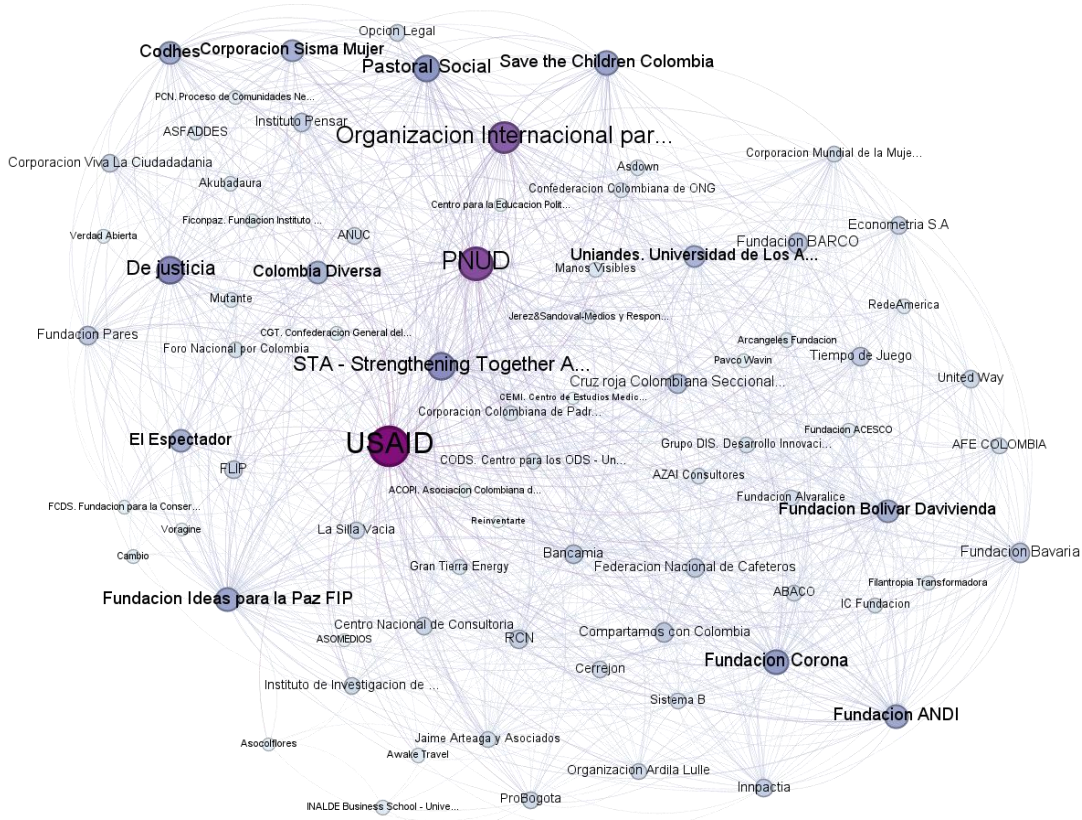 Opcion Legal
Codhes
Corporacion Sisma Mujer
Pastoral Social
Save the Children Colombia
PCN. Proceso de Comunidades Ne...
Instituto Pensar
ASFADDES
Organizacion Internacional par...
Corporacion Mundial de la Muje...
Corporacion Viva La Ciudadadania
Asdown
Akubadaura
Confederacion Colombiana de ONG
Centro para la Educacion Polit...
Ficonpaz. Fundacion Instituto ...
Econometria S.A
Verdad Abierta
ANUC
Fundacion BARCO
Uniandes. Universidad de Los A...
PNUD
De justicia
Colombia Diversa
Manos Visibles
Mutante
RedeAmerica
Jerez&Sandoval-Medios y Respon...
Fundacion Pares
CGT. Confederacion General del...
Arcangeles Fundacion
Foro Nacional por Colombia
Tiempo de Juego
Pavco Wavin
STA - Strengthening Together A...
United Way
Cruz roja Colombiana Seccional...
CEMI. Centro de Estudios Medic...
Corporacion Colombiana de Padr...
Fundacion ACESCO
El Espectador
USAID
Grupo DIS. Desarrollo Innovaci...
AFE COLOMBIA
CODS. Centro para los ODS - Un...
FLIP
AZAI Consultores
ACOPI. Asociacion Colombiana d...
Fundacion Alvaralice
FCDS. Fundacion para la Conser...
Fundacion Bolivar Davivienda
Reinventarte
Voragine
La Silla Vacia
Cambio
Bancamia
Fundacion Bavaria
Gran Tierra Energy
Federacion Nacional de Cafeteros
Filantropia Transformadora
ABACO
Fundacion Ideas para la Paz FIP
IC Fundacion
Centro Nacional de Consultoria
Compartamos con Colombia
ASOMEDIOS
RCN
Fundacion Corona
Cerrejon
Instituto de Investigacion de ...
Sistema B
Fundacion ANDI
Jaime Arteaga y Asociados
Asocolflores
Awake Travel
Organizacion Ardila Lulle
Innpactia
ProBogota
INALDE Business School - Unive...